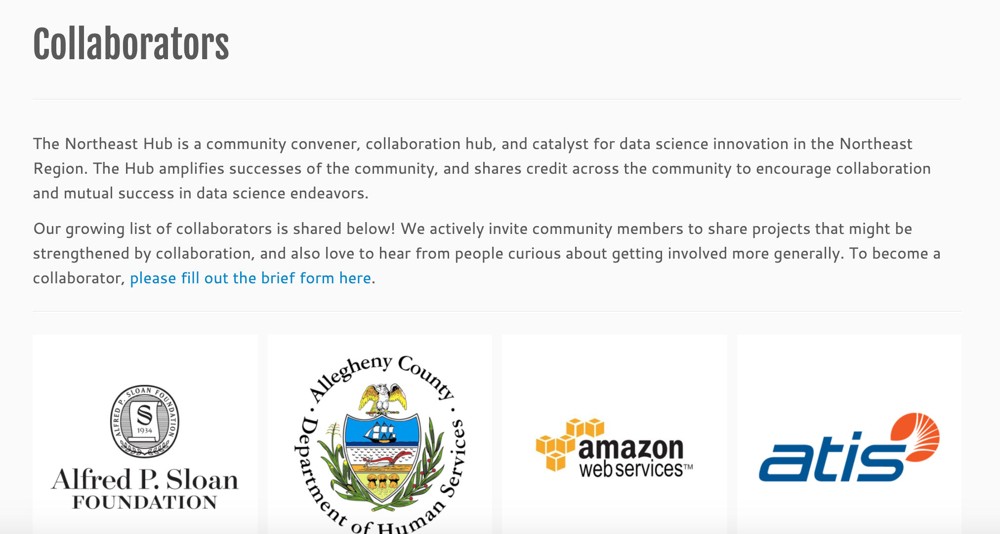 Collaborators
The Northeast Hub is a community convener, collaboration hub, and catalyst for data science innovation in the Northeast
Region. The Hub amplifies successes of the community, and shares credit across the community to encourage collaboration
and mutual success in data science endeavors.
Our growing list of collaborators is shared below! We actively invite community members to share projects that might be
strengthened by collaboration, and also love to hear from people curious about getting involved more generally. To become a
collaborator, please fill out the brief form here.
ALFRED P. SLOAN FOUNDATION
S
1934
Alfred P. Sloan
FOUNDATION
· Allegheny County ·
Department of Human Services
amazon
web services™
atis